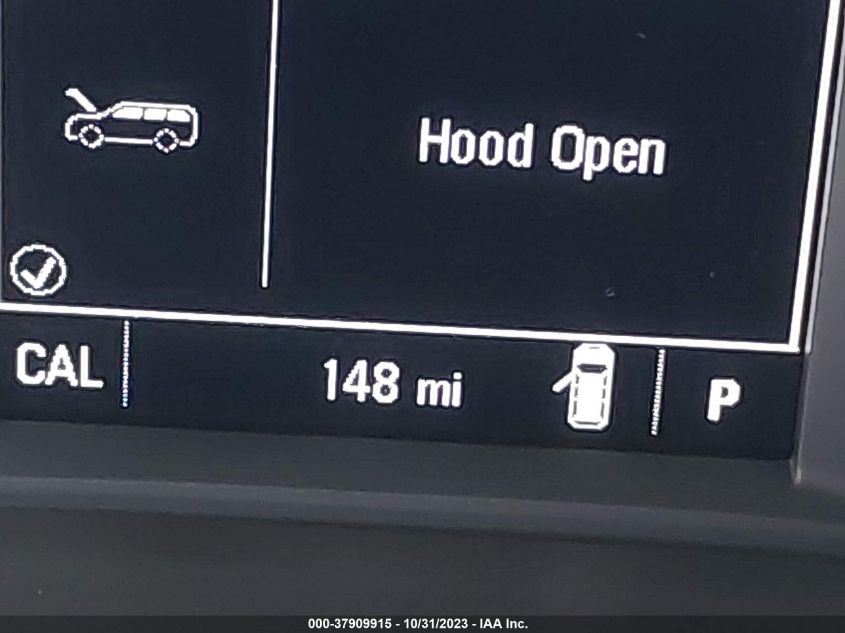 Hood Open
CAL 148 mi P
000-37909915 - 10/31/2023 - IAA Inc.